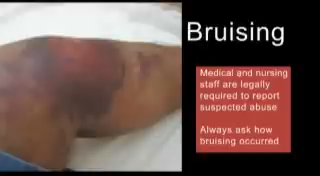 Bruising
Medical and nursing
staff are legally
required to report
suspected abuse
Always ask how
bruising occurred